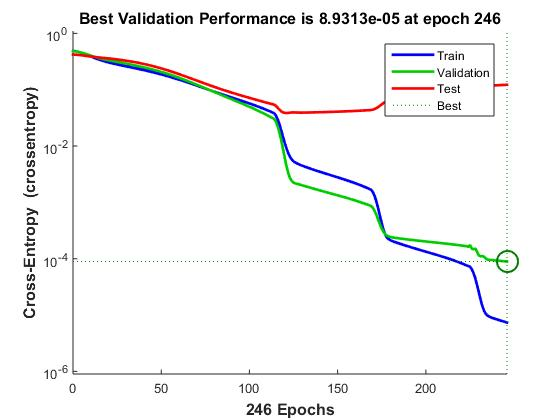 Best Validation Performance is 8.9313e-05 at epoch 246
10^0
10^-2
10^-4
10^-6
Cross-Entropy (crossentropy)
Train
Validation
Test
Best
0
50
100
150
200
246 Epochs